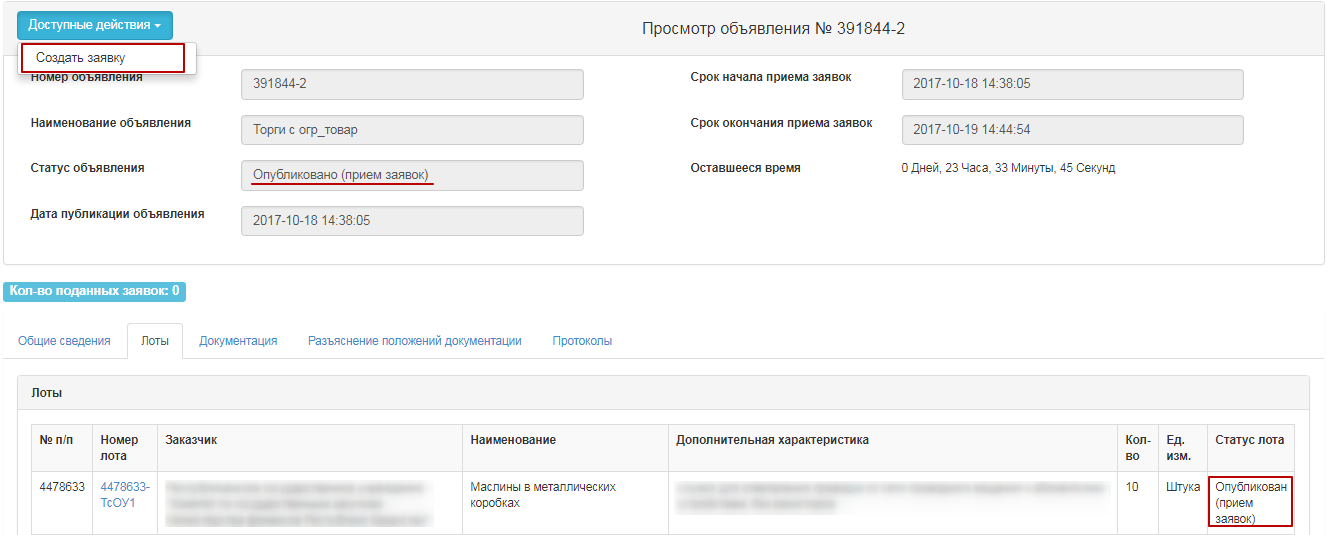 Доступные действия
Просмотр объявления № 391844-2
Создать заявку
Номер объявления
391844-2
Срок начала приема заявок
2017-10-18 14:38:05
Наименование объявления
Торги с огр_товар
Срок окончания приема заявок
2017-10-19 14:44:54
Статус объявления
Опубликовано (прием заявок)
Оставшееся время
0 Дней, 23 Часа, 33 Минуты, 45 Секунд
Дата публикации объявления
2017-10-18 14:38:05
Кол-во поданных заявок: 0
Общие сведения
Лоты
Документация
Разъяснение положений документации
Протоколы
Лоты
№ п/п
Номер
лота
Заказчик
Наименование
Дополнительная характеристика
Кол-
во
Ед.
изм.
Статус лота
4478633
4478633-
ТсОУ1
Маслины в металлических
коробках
10
Штука
Опубликован
(прием
заявок)